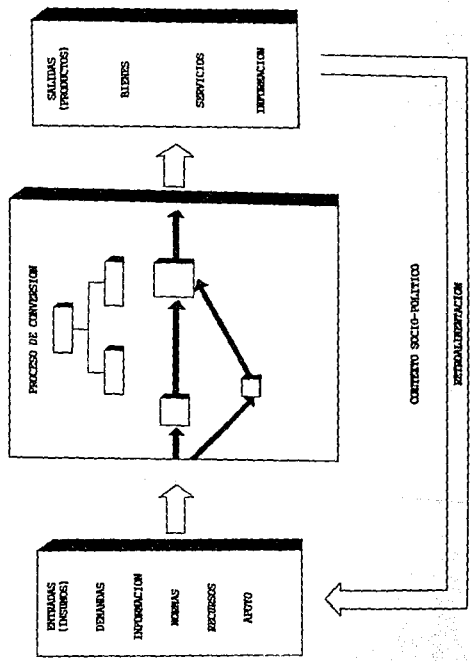 ENTRADAS
(INSUMOS)
DEMANDAS
INFORMACION
NORMAS
RECURSOS
APOYO
PROCESO DE CONVERSION
SALIDAS
(PRODUCTOS)
BIENES
SERVICIOS
INFORMACION
CONTEXTO SOCIO-POLITICO
RETROALIMENTACION